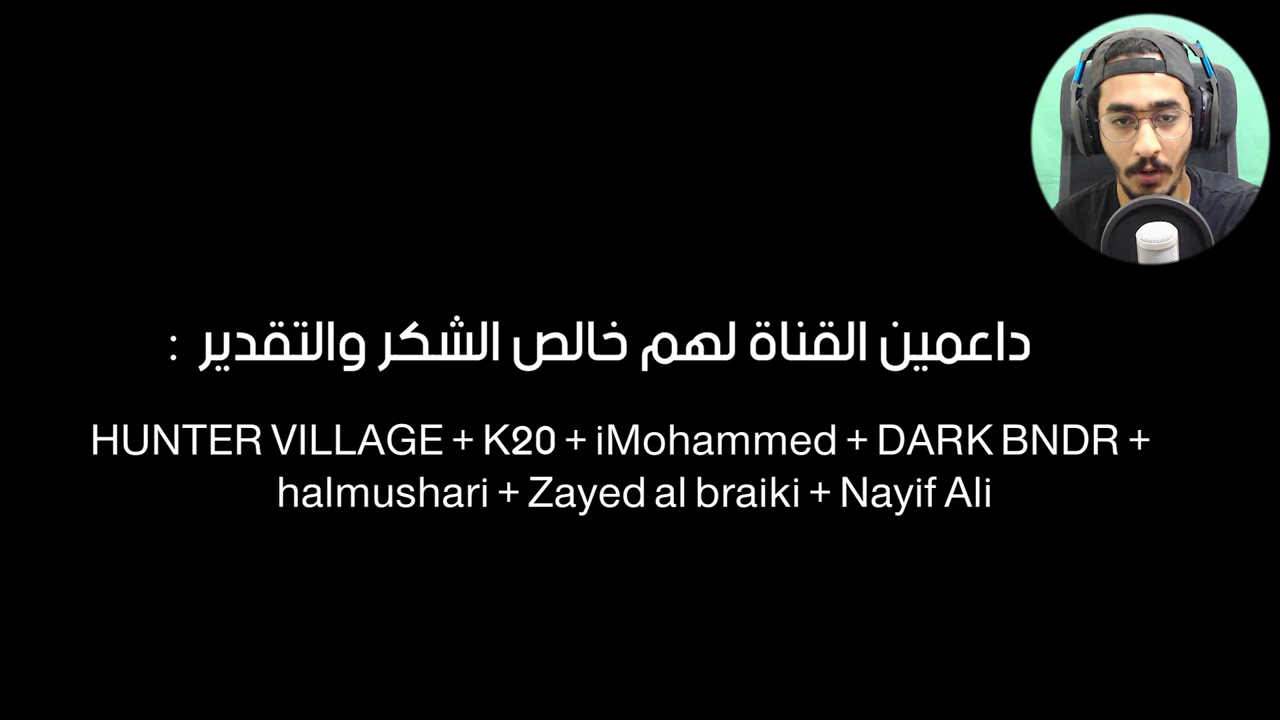 داعمين القناة لهم خالص الشكر والتقدير :
HUNTER VILLAGE + K20 + iMohammed + DARK BNDR +
halmushari + Zayed al braiki + Nayif Ali